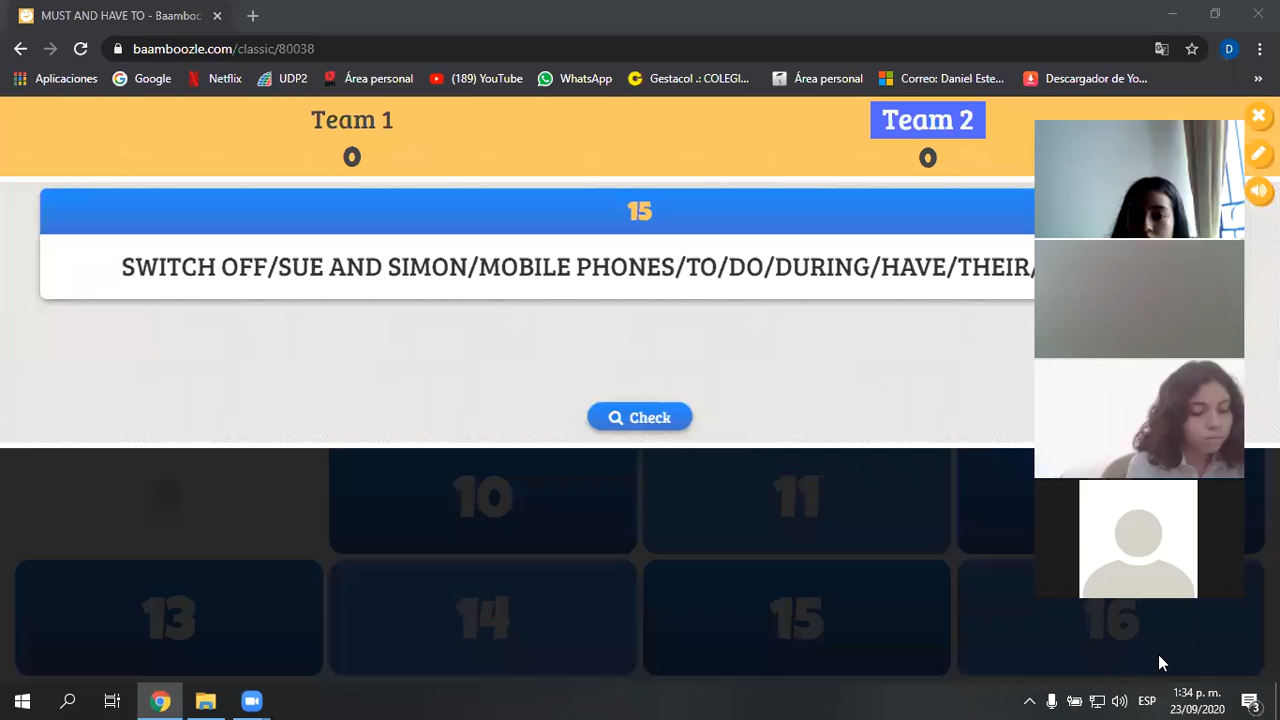 MUST AND HAVE TO - Baambooz
baamboozle.com/classic/80038
D
Aplicaciones Google Netflix UDP2 Área personal (189) YouTube WhatsApp Gestacol .: COLEGI... Área personal Correo: Daniel Este... Descargador de Yo... »
Team 1 Team 2
0 0
15
SWITCH OFF/SUE AND SIMON/MOBILE PHONES/TO/DO/DURING/HAVE/THEIR/
Check
10 11
13 14 15 16
ESP
1:34 p. m.
23/09/2020
3